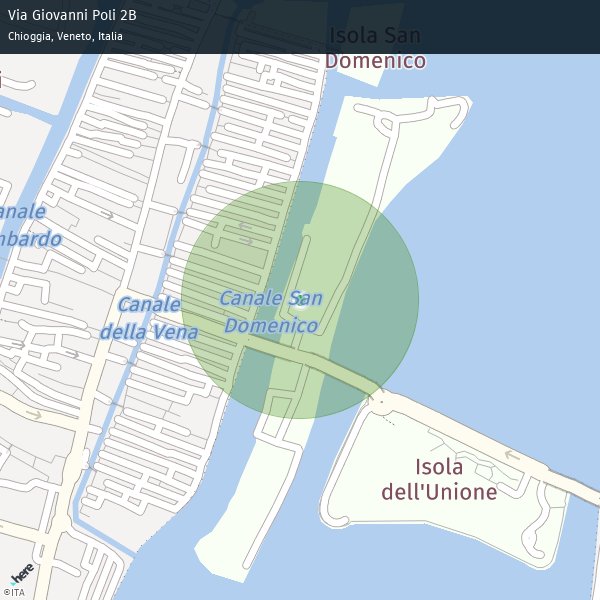 Via Giovanni Poli 2B
Chioggia, Veneto, Italia
Isola San
Domenico
i
anale
mbardo
Canale
della Vena
Canale San
Domenico
Isola
dell'Unione
here
©ITA